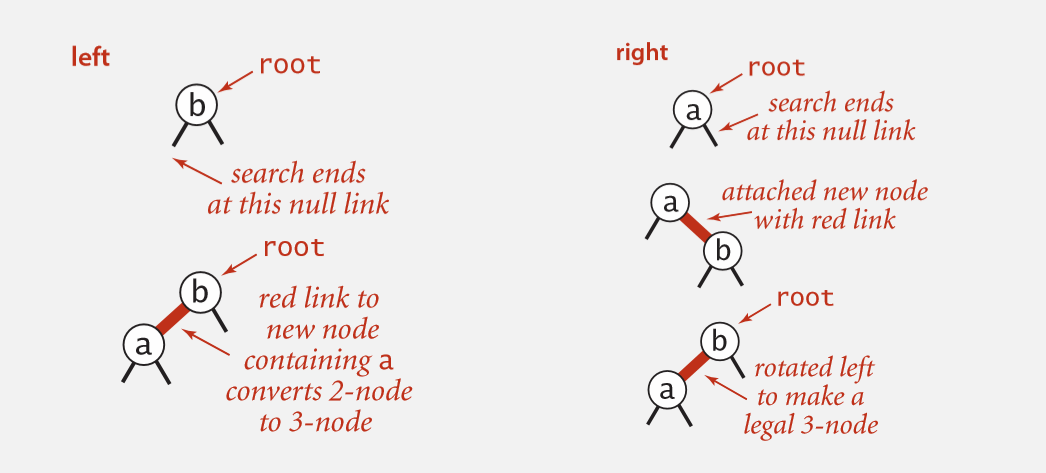 left
root
b
search ends
at this null link
root
b
a
red link to
new node
containing a
converts 2-node
to 3-node
right
root
a
search ends
at this null link
a
attached new node
with red link
b
root
b
a
rotated left
to make a
legal 3-node